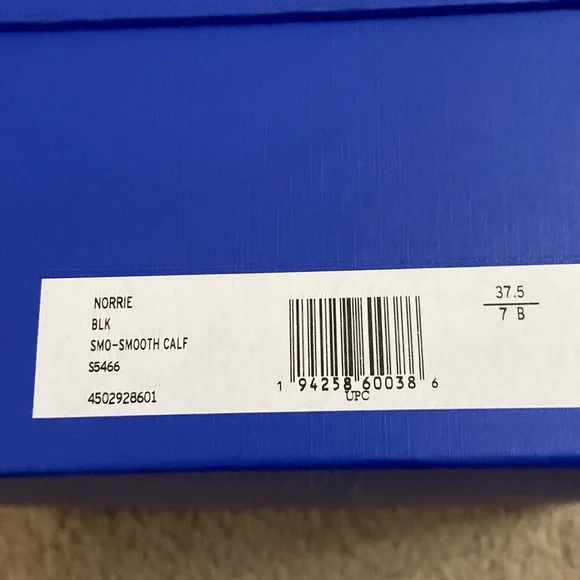 NORRIE
BLK
SMO-SMOOTH CALF
S5466
4502928601
1 94258 60038 6
UPC
37.5
7 B